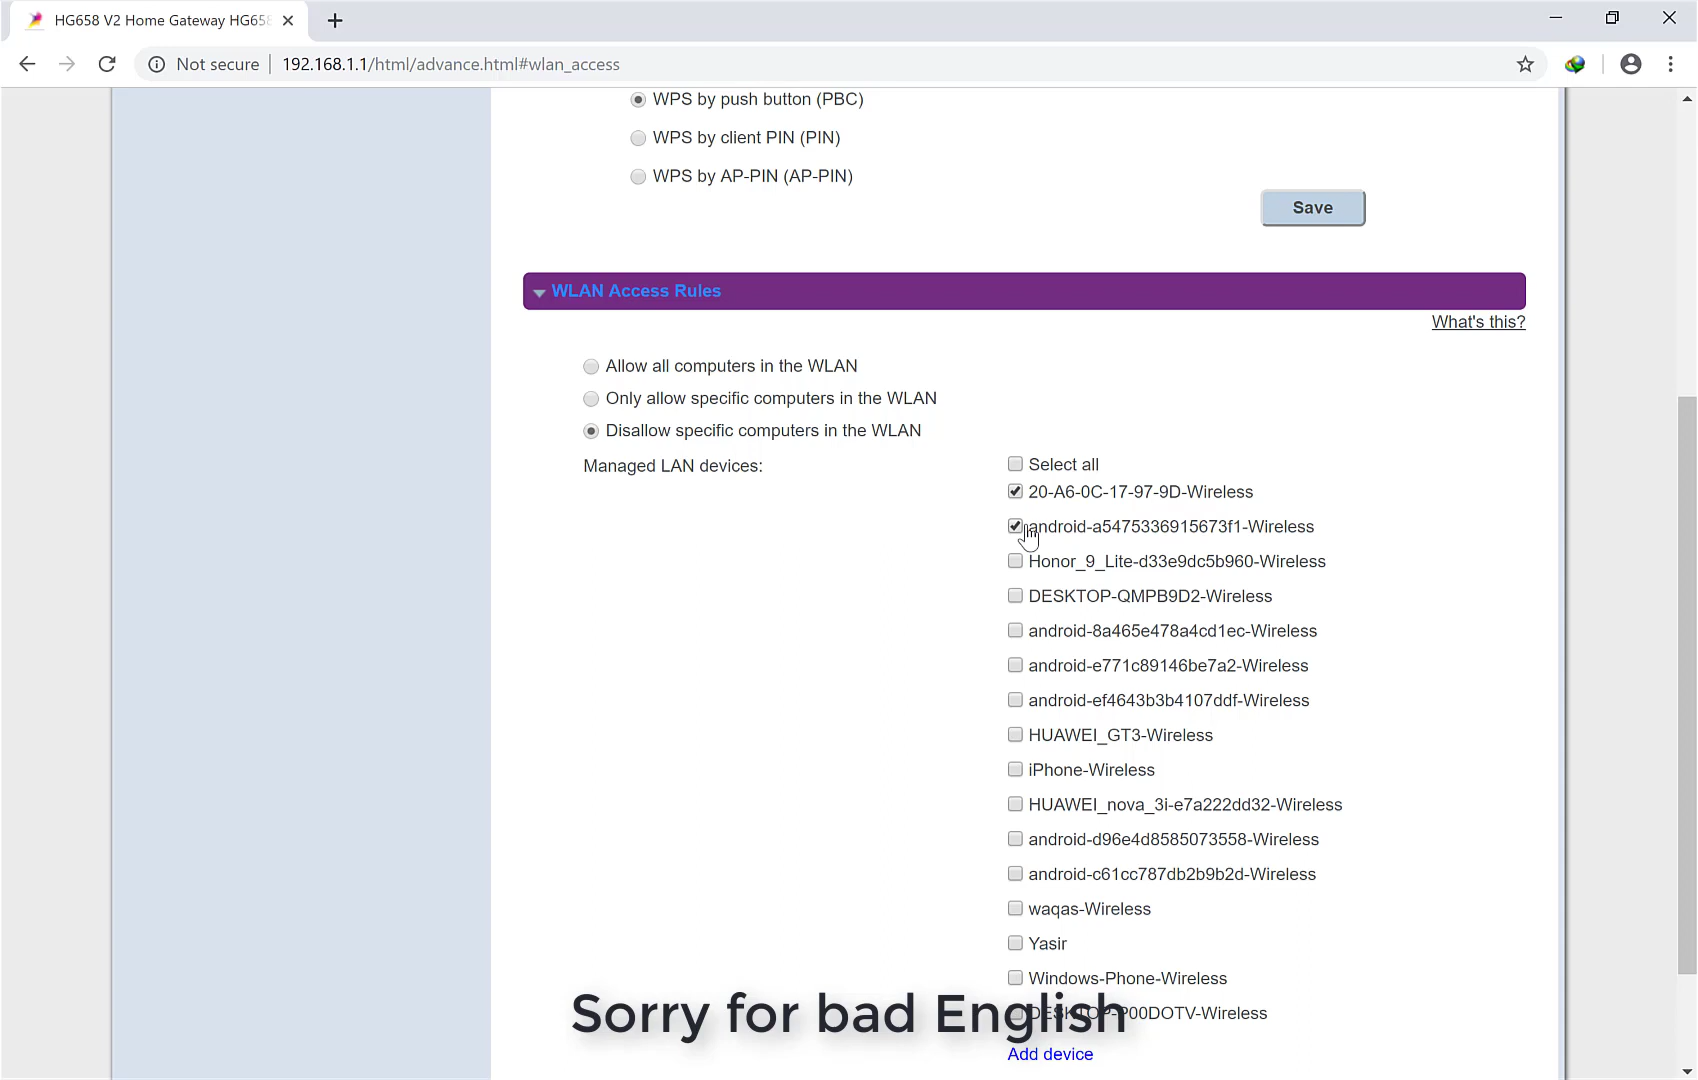 HG658 V2 Home Gateway HG658
Not secure
192.168.1.1/html/advance.html#wlan_access
WPS by push button (PBC)
WPS by client PIN (PIN)
WPS by AP-PIN (AP-PIN)
Save
WLAN Access Rules
What's this?
Allow all computers in the WLAN
Only allow specific computers in the WLAN
Disallow specific computers in the WLAN
Managed LAN devices:
Select all
20-A6-0C-17-97-9D-Wireless
android-a5475336915673f1-Wireless
Honor_9_Lite-d33e9dc5b960-Wireless
DESKTOP-QMPB9D2-Wireless
android-8a465e478a4cd1ec-Wireless
android-e771c89146be7a2-Wireless
android-ef4643b3b4107ddf-Wireless
HUAWEI_GT3-Wireless
iPhone-Wireless
HUAWEI_nova_3i-e7a222dd32-Wireless
android-d96e4d8585073558-Wireless
android-c61cc787db2b9b2d-Wireless
waqas-Wireless
Yasir
Windows-Phone-Wireless
DESKTOP-P00DOTV-Wireless
Sorry for bad English
Add device